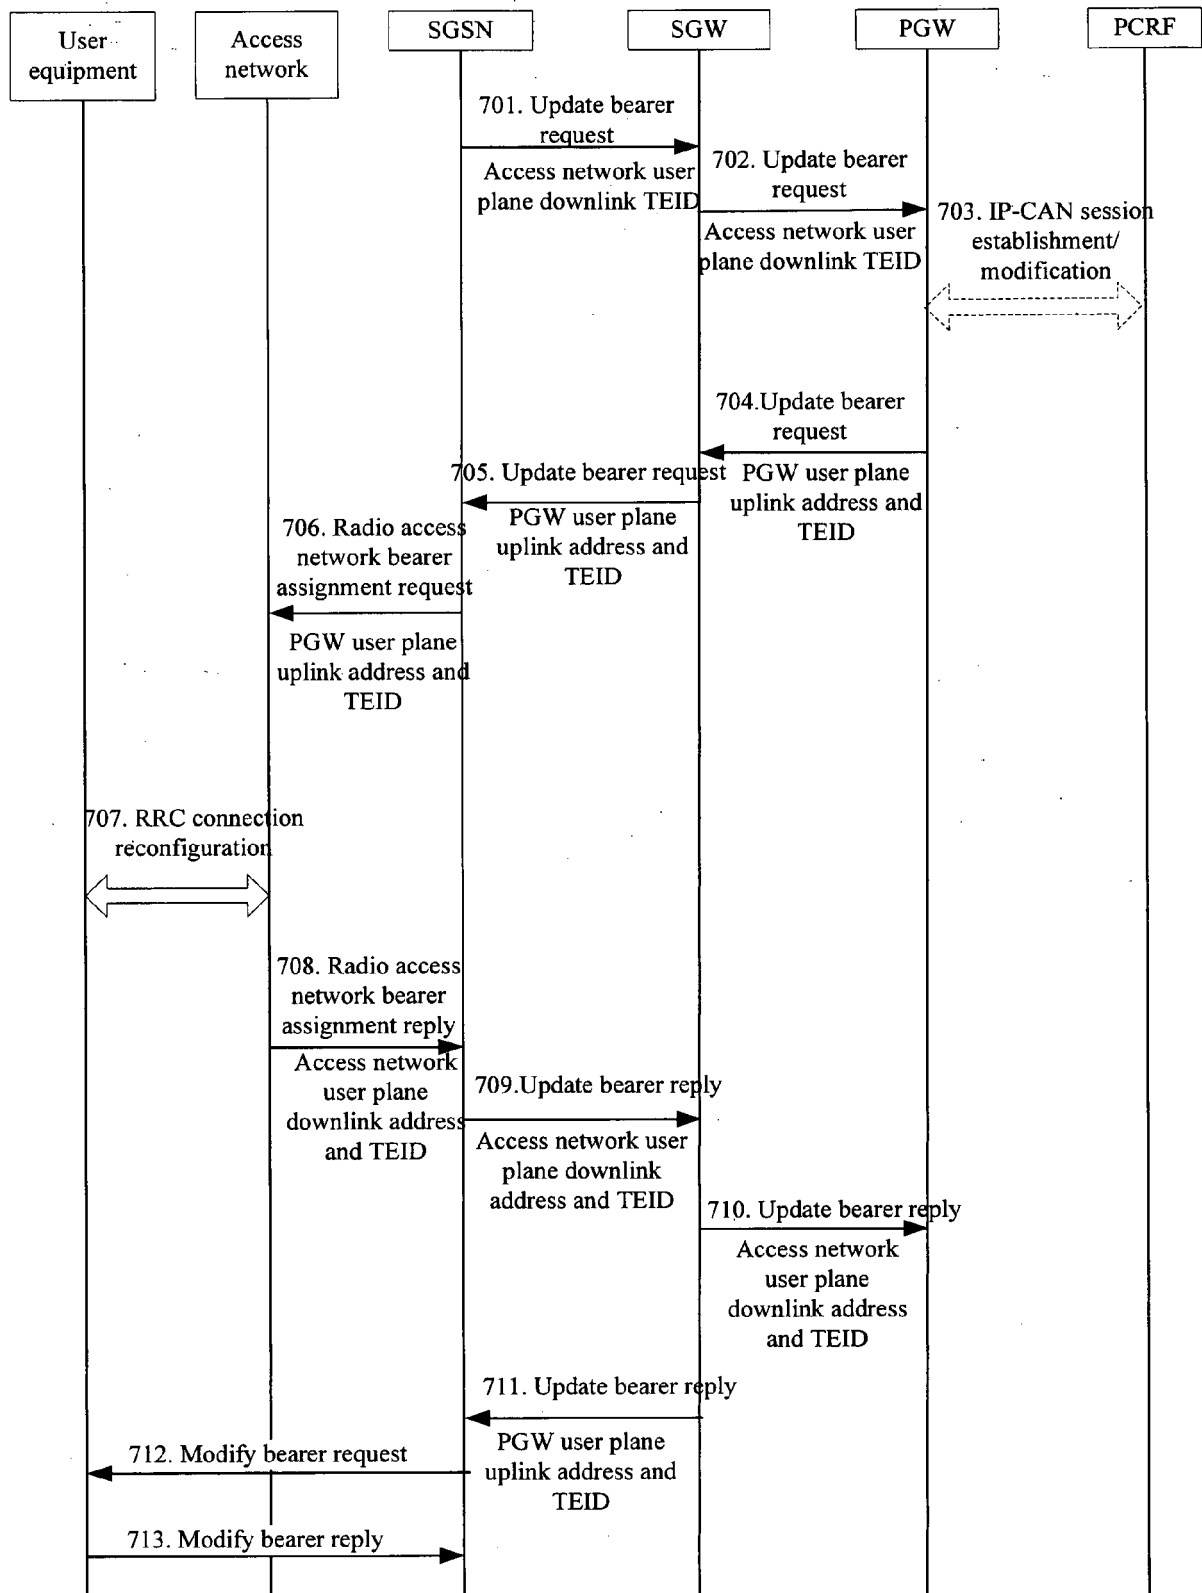 User
equipment
Access
network
SGSN
SGW
PGW
PCRF
701. Update bearer
request
Access network user
plane downlink TEID
702. Update bearer
request
Access network user
plane downlink TEID
703. IP-CAN session
establishment/
modification
704.Update bearer
request
PGW user plane
uplink address and
TEID
705. Update bearer request
PGW user plane
uplink address and
TEID
706. Radio access
network bearer
assignment request
PGW user plane
uplink address and
TEID
707. RRC connection
reconfiguration
708. Radio access
network bearer
assignment reply
Access network
user plane
downlink address
and TEID
709.Update bearer reply
Access network user
plane downlink
address and TEID
710. Update bearer reply
Access network
user plane
downlink address
and TEID
711. Update bearer reply
PGW user plane
uplink address and
TEID
712. Modify bearer request
713. Modify bearer reply